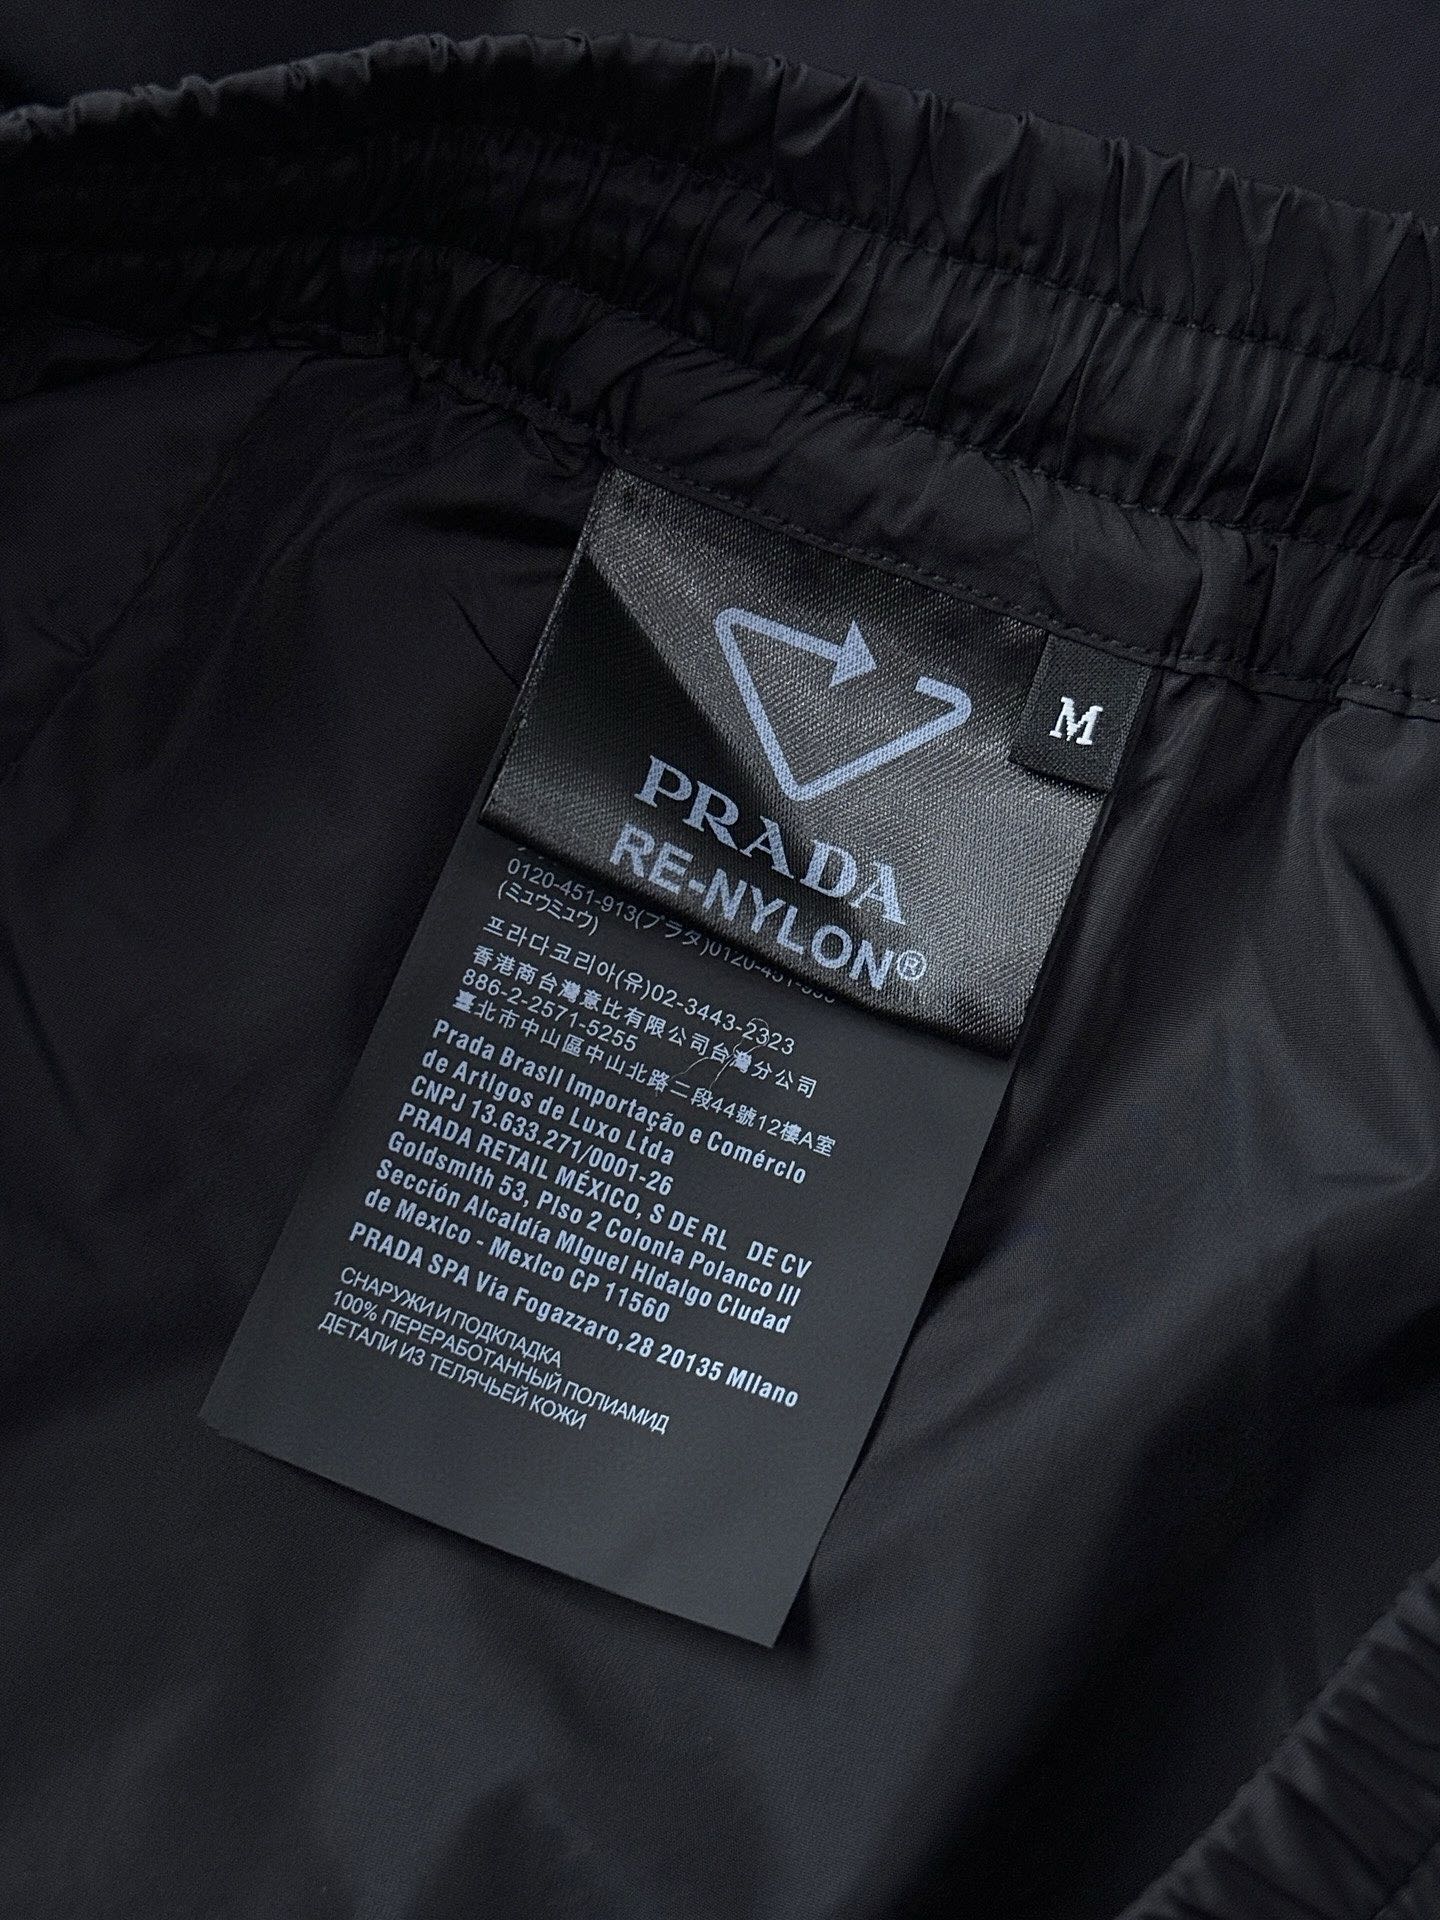 PRADA
RE-NYLON®
M
0120-451-913(プラダ)0120-451-993
(ミュウミュウ)
프라다코리아(유)02-3443-2323
香港商台灣意比有限公司台灣分公司
886-2-2571-5255
臺北市中山區中山北路二段44號12樓A室
Prada Brasil Importação e Comércio
de Artigos de Luxo Ltda
CNPJ 13.633.271/0001-26
PRADA RETAIL MÉXICO, S DE RL DE CV
Goldsmith 53, Piso 2 Colonia Polanco III
Sección Alcaldía Miguel Hidalgo Ciudad
de Mexico - Mexico CP 11560
PRADA SPA Via Fogazzaro,28 20135 Milano
СНАРУЖИ И ПОДКЛАДКА
100% ПЕРЕРАБОТАННЫЙ ПОЛИАМИД
ДЕТАЛИ ИЗ ТЕЛЯЧЬЕЙ КОЖИ